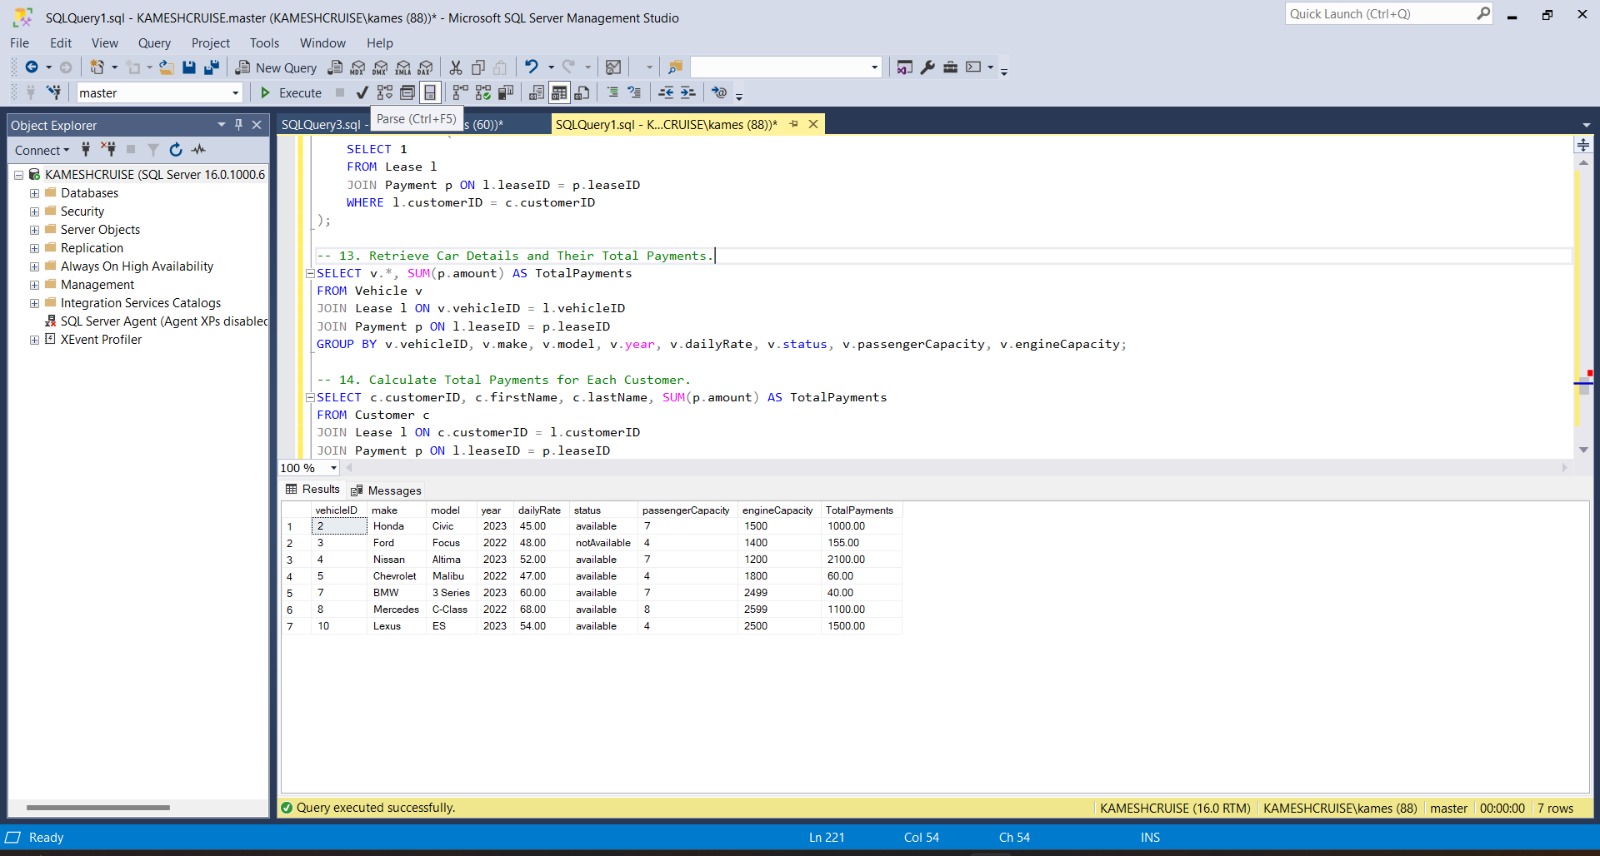 SQLQuery1.sql - KAMESHCRUISE.master (KAMESHCRUISE\kames (88))* - Microsoft SQL Server Management Studio
Quick Launch (Ctrl+Q)
File Edit View Query Project Tools Window Help
New Query MDX DMX XMLA DAX
master Execute
Parse (Ctrl+F5)
Object Explorer
SQLQuery3.sql - s (60))* SQLQuery1.sql - K...CRUISE\kames (88))*
Connect
KAMESHCRUISE (SQL Server 16.0.1000.6
Databases
Security
Server Objects
Replication
Always On High Availability
Management
Integration Services Catalogs
SQL Server Agent (Agent XPs disabled
XEvent Profiler
SELECT 1
FROM Lease l
JOIN Payment p ON l.leaseID = p.leaseID
WHERE l.customerID = c.customerID
);
-- 13. Retrieve Car Details and Their Total Payments.
SELECT v.*, SUM(p.amount) AS TotalPayments
FROM Vehicle v
JOIN Lease l ON v.vehicleID = l.vehicleID
JOIN Payment p ON l.leaseID = p.leaseID
GROUP BY v.vehicleID, v.make, v.model, v.year, v.dailyRate, v.status, v.passengerCapacity, v.engineCapacity;
-- 14. Calculate Total Payments for Each Customer.
SELECT c.customerID, c.firstName, c.lastName, SUM(p.amount) AS TotalPayments
FROM Customer c
JOIN Lease l ON c.customerID = l.customerID
JOIN Payment p ON l.leaseID = p.leaseID
100 %
Results Messages
vehicleID make model year dailyRate status passengerCapacity engineCapacity TotalPayments
1 2 Honda Civic 2023 45.00 available 7 1500 1000.00
2 3 Ford Focus 2022 48.00 notAvailable 4 1400 155.00
3 4 Nissan Altima 2023 52.00 available 7 1200 2100.00
4 5 Chevrolet Malibu 2022 47.00 available 4 1800 60.00
5 7 BMW 3 Series 2023 60.00 available 7 2499 40.00
6 8 Mercedes C-Class 2022 68.00 available 8 2599 1100.00
7 10 Lexus ES 2023 54.00 available 4 2500 1500.00
Query executed successfully. KAMESHCRUISE (16.0 RTM) KAMESHCRUISE\kames (88) master 00:00:00 7 rows
Ready Ln 221 Col 54 Ch 54 INS